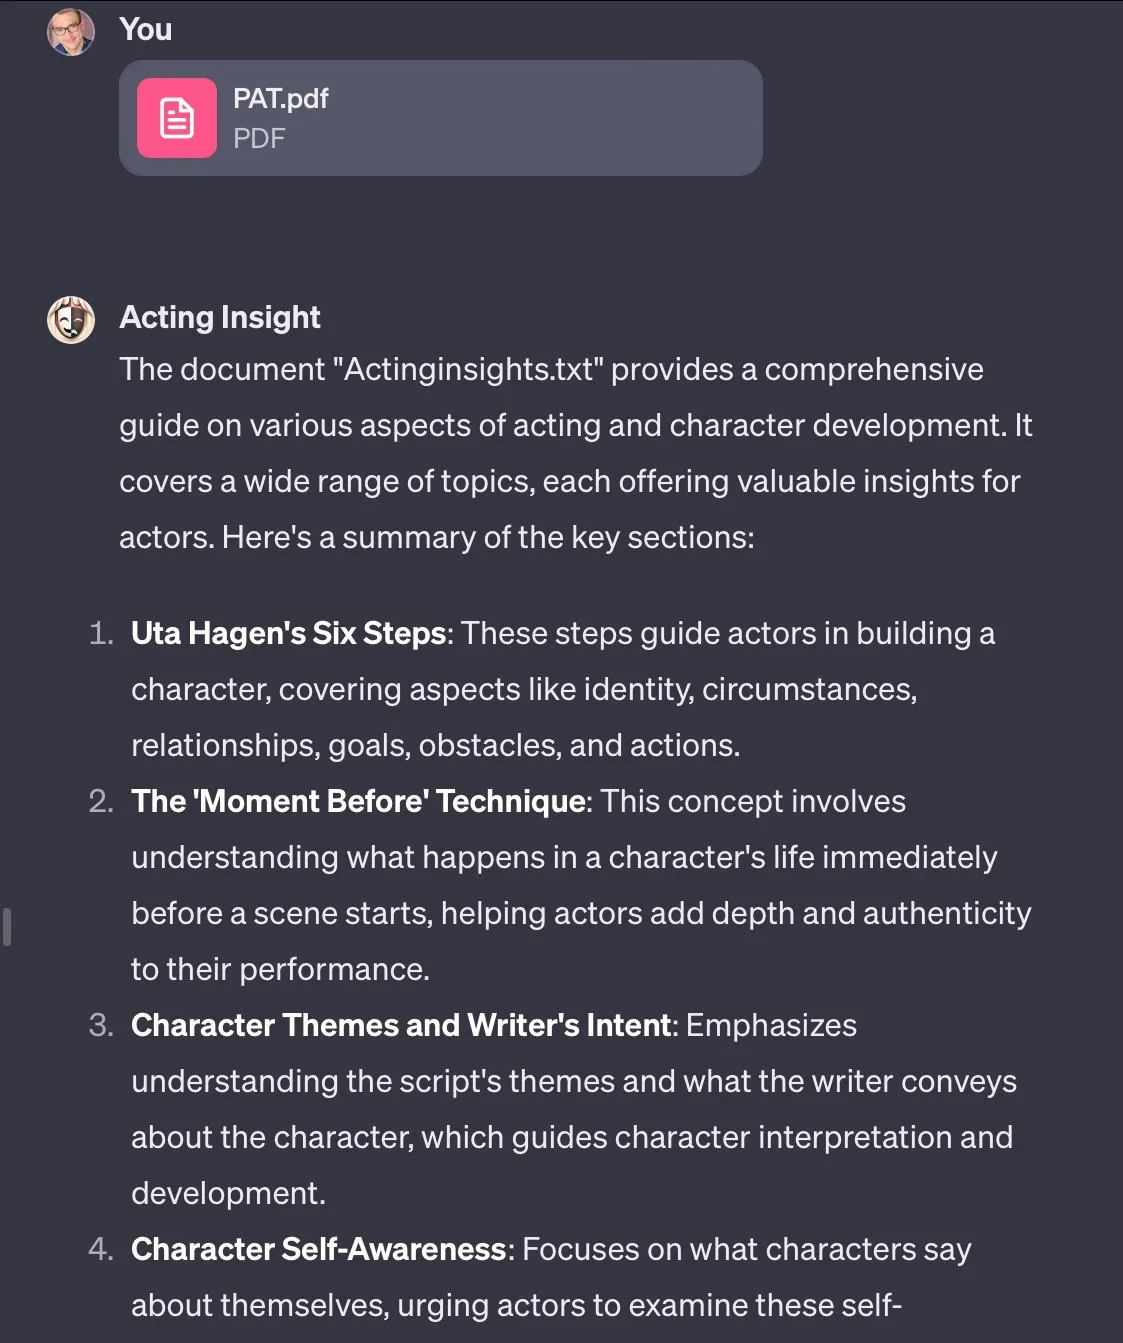 You
PAT.pdf
PDF
Acting Insight
The document "Actinginsights.txt" provides a comprehensive
guide on various aspects of acting and character development. It
covers a wide range of topics, each offering valuable insights for
actors. Here's a summary of the key sections:
1. Uta Hagen's Six Steps: These steps guide actors in building a
character, covering aspects like identity, circumstances,
relationships, goals, obstacles, and actions.
2. The 'Moment Before' Technique: This concept involves
understanding what happens in a character's life immediately
before a scene starts, helping actors add depth and authenticity
to their performance.
3. Character Themes and Writer's Intent: Emphasizes
understanding the script's themes and what the writer conveys
about the character, which guides character interpretation and
development.
4. Character Self-Awareness: Focuses on what characters say
about themselves, urging actors to examine these self-